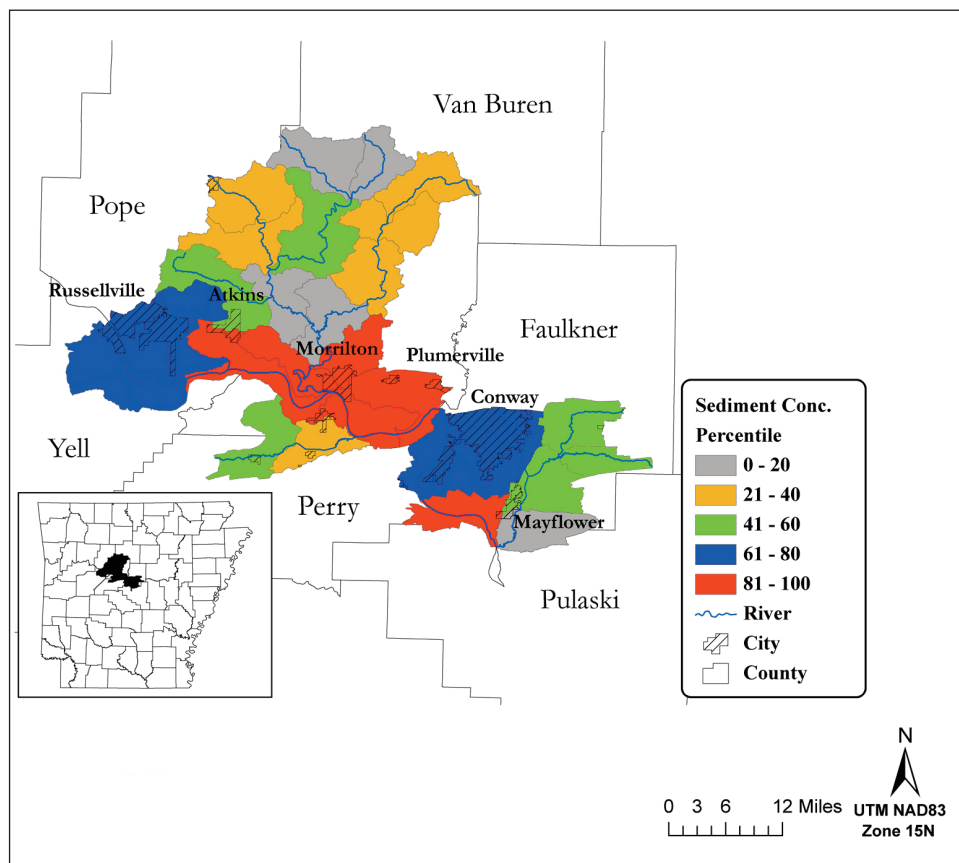 Van Buren
Pope
Russellville
Atkins
Faulkner
Morrilton
Plumerville
Conway
Yell
Perry
Mayflower
Pulaski
Sediment Conc.
Percentile
0 - 20
21 - 40
41 - 60
61 - 80
81 - 100
River
City
County
N
0 3 6 12 Miles
UTM NAD83
Zone 15N